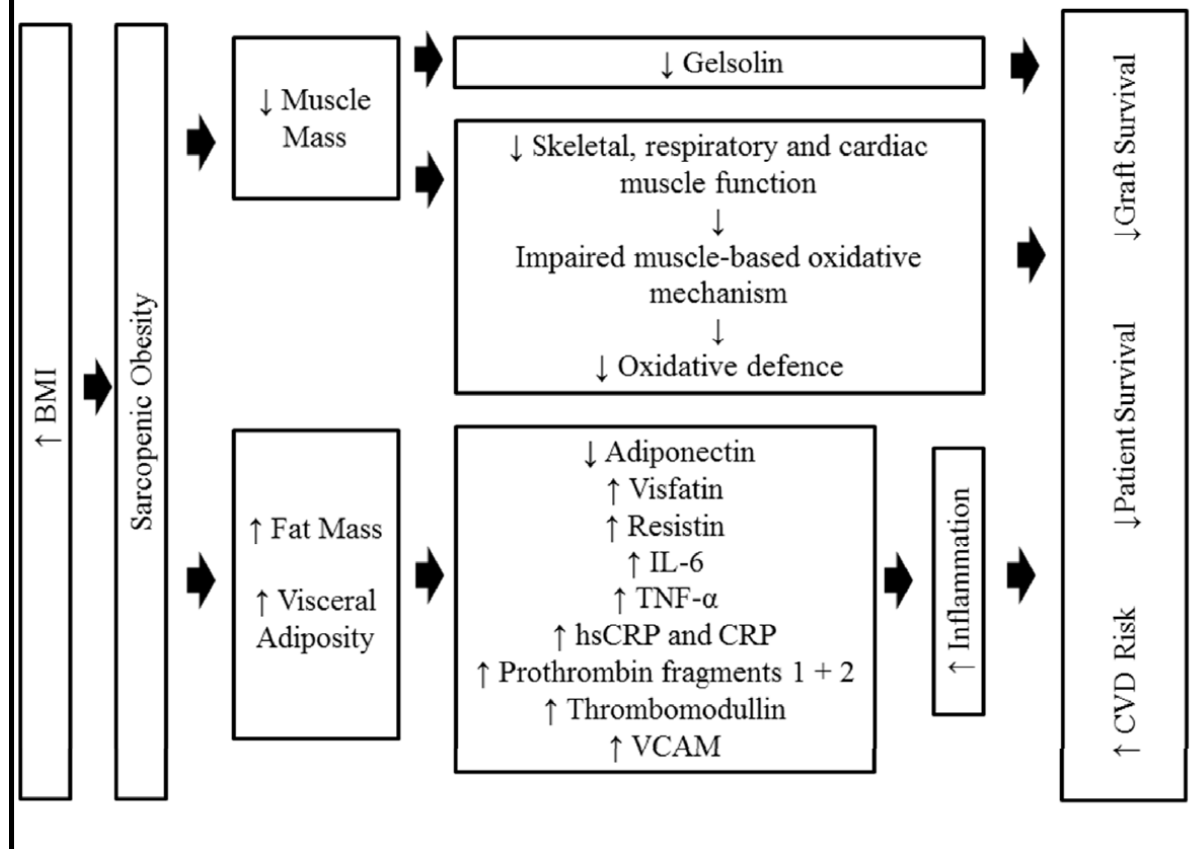 ↑ BMI
Sarcopenic Obesity
↓ Muscle
Mass
↓ Gelsolin
↓ Skeletal, respiratory and cardiac
muscle function
↓
Impaired muscle-based oxidative
mechanism
↓
↓ Oxidative defence
↑ Fat Mass
↑ Visceral
Adiposity
↓ Adiponectin
↑ Visfatin
↑ Resistin
↑ IL-6
↑ TNF-α
↑ hsCRP and CRP
↑ Prothrombin fragments 1 + 2
↑ Thrombomodullin
↑ VCAM
↑ Inflammation
↓Graft Survival
↓Patient Survival
↑ CVD Risk